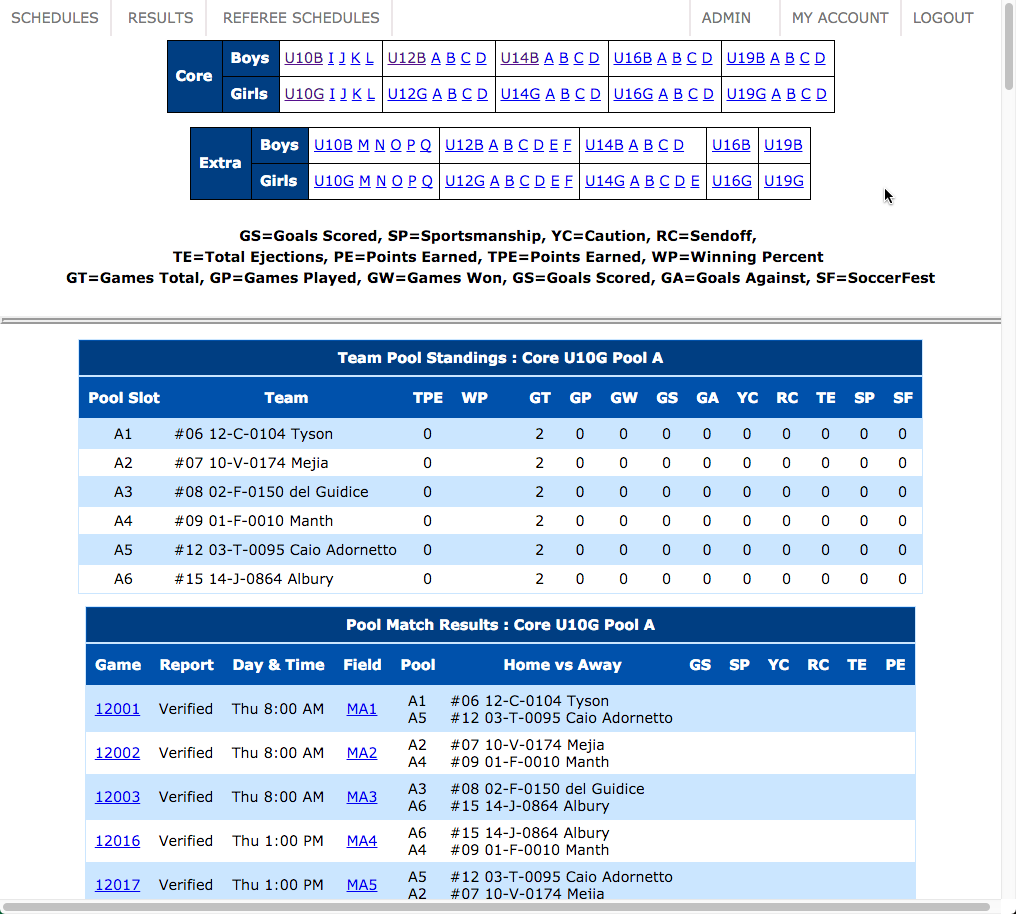 SCHEDULES RESULTS REFEREE SCHEDULES ADMIN MY ACCOUNT LOGOUT
Core Boys U10B I J K L U12B A B C D U14B A B C D U16B A B C D U19B A B C D
Girls U10G I J K L U12G A B C D U14G A B C D U16G A B C D U19G A B C D
Extra Boys U10B M N O P Q U12B A B C D E F U14B A B C D U16B U19B
Girls U10G M N O P Q U12G A B C D E F U14G A B C D E U16G U19G
GS=Goals Scored, SP=Sportsmanship, YC=Caution, RC=Sendoff,
TE=Total Ejections, PE=Points Earned, TPE=Points Earned, WP=Winning Percent
GT=Games Total, GP=Games Played, GW=Games Won, GS=Goals Scored, GA=Goals Against, SF=SoccerFest
Team Pool Standings : Core U10G Pool A
Pool Slot Team TPE WP GT GP GW GS GA YC RC TE SP SF
A1 #06 12-C-0104 Tyson 0 2 0 0 0 0 0 0 0 0 0
A2 #07 10-V-0174 Mejia 0 2 0 0 0 0 0 0 0 0 0
A3 #08 02-F-0150 del Guidice 0 2 0 0 0 0 0 0 0 0 0
A4 #09 01-F-0010 Manth 0 2 0 0 0 0 0 0 0 0 0
A5 #12 03-T-0095 Caio Adornetto 0 2 0 0 0 0 0 0 0 0 0
A6 #15 14-J-0864 Albury 0 2 0 0 0 0 0 0 0 0 0
Pool Match Results : Core U10G Pool A
Game Report Day & Time Field Pool Home vs Away GS SP YC RC TE PE
12001 Verified Thu 8:00 AM MA1 A1 #06 12-C-0104 Tyson
A5 #12 03-T-0095 Caio Adornetto
12002 Verified Thu 8:00 AM MA2 A2 #07 10-V-0174 Mejia
A4 #09 01-F-0010 Manth
12003 Verified Thu 8:00 AM MA3 A3 #08 02-F-0150 del Guidice
A6 #15 14-J-0864 Albury
12016 Verified Thu 1:00 PM MA4 A6 #15 14-J-0864 Albury
A4 #09 01-F-0010 Manth
12017 Verified Thu 1:00 PM MA5 A5 #12 03-T-0095 Caio Adornetto
A2 #07 10-V-0174 Mejia